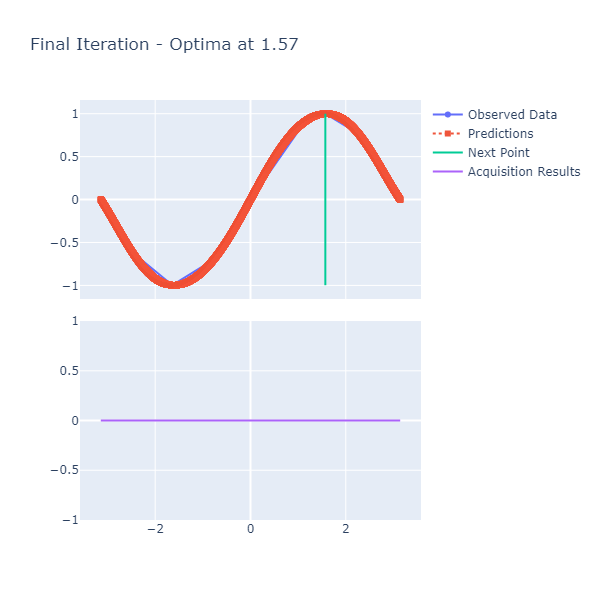 Final Iteration - Optima at 1.57
1
0.5
0
−0.5
−1
Observed Data
Predictions
Next Point
Acquisition Results
1
0.5
0
−0.5
−1
−2
0
2